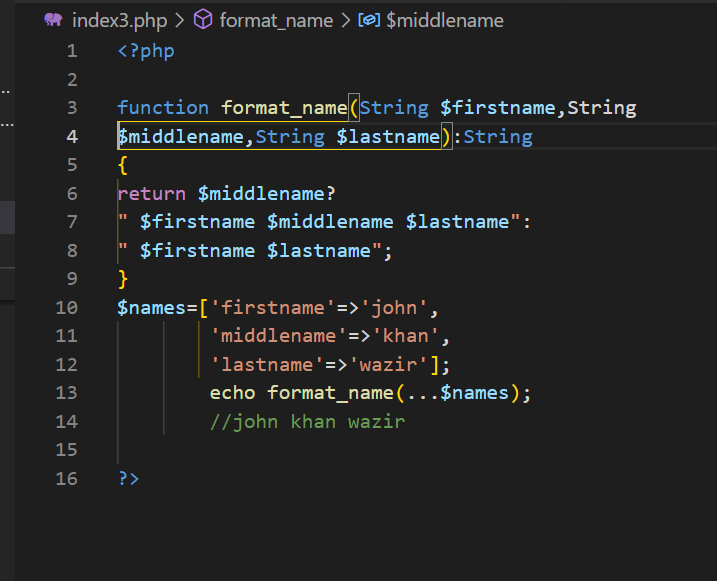 index3.php > format_name > $middlename
1 <?php
2
3 function format_name(String $firstname,String
4 $middlename,String $lastname):String
5 {
6 return $middlename?
7 " $firstname $middlename $lastname":
8 " $firstname $lastname";
9 }
10 $names=['firstname'=>'john',
11 'middlename'=>'khan',
12 'lastname'=>'wazir'];
13 echo format_name(...$names);
14 //john khan wazir
15
16 ?>